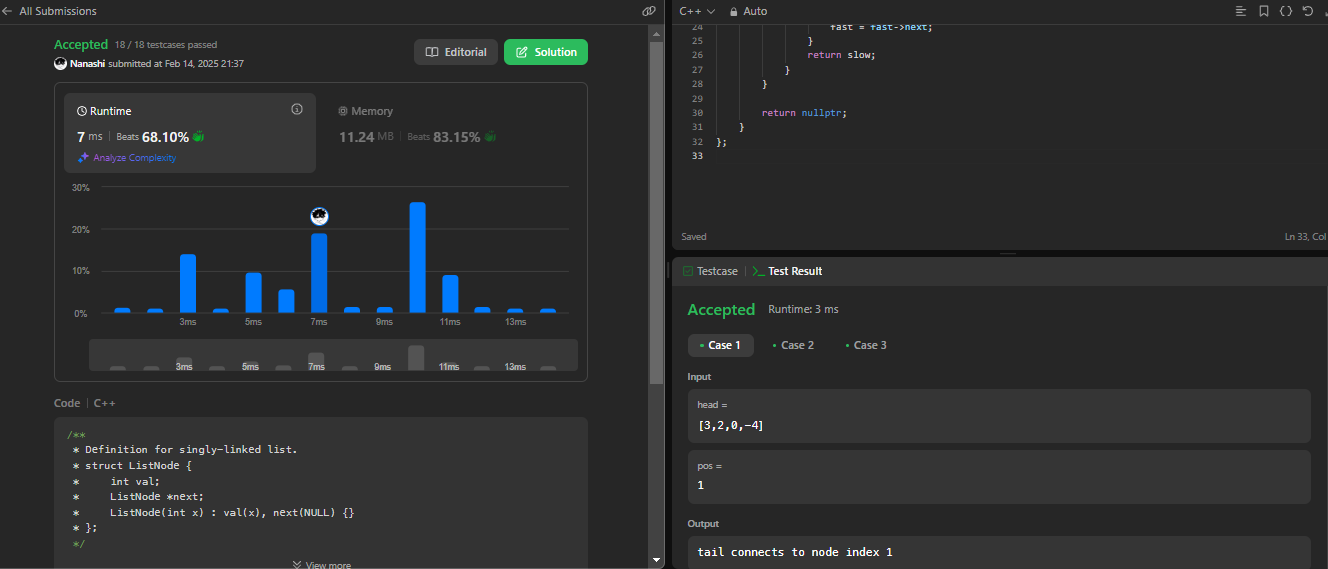 All Submissions
Accepted 18 / 18 testcases passed
Nanashi submitted at Feb 14, 2025 21:37
Editorial
Solution
Runtime
7 ms | Beats 68.10%
Analyze Complexity
Memory
11.24 MB | Beats 83.15%
30%
20%
10%
0%
3ms 5ms 7ms 9ms 11ms 13ms
3ms 5ms 7ms 9ms 11ms 13ms
Code | C++
/**
* Definition for singly-linked list.
* struct ListNode {
*     int val;
*     ListNode *next;
*     ListNode(int x) : val(x), next(NULL) {}
* };
*/
View more
C++ Auto
24 fast = fast->next;
25 }
26 return slow;
27 }
28 }
29
30 return nullptr;
31 }
32 };
33
Saved
Ln 33, Col
Testcase | >_ Test Result
Accepted Runtime: 3 ms
• Case 1 • Case 2 • Case 3
Input
head =
[3,2,0,-4]
pos =
1
Output
tail connects to node index 1